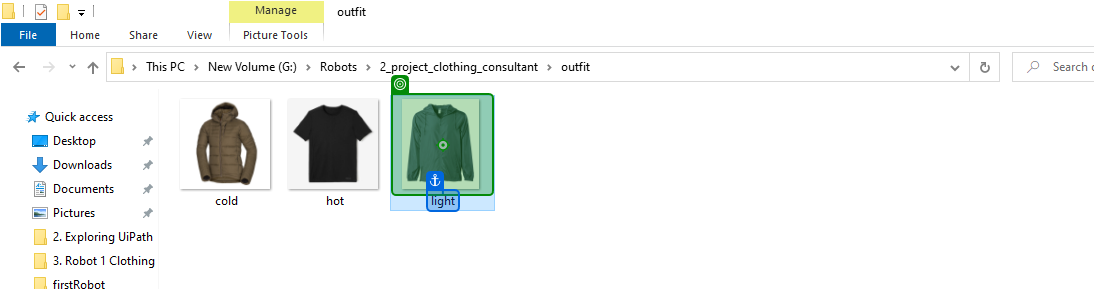 Manage
outfit
File
Home
Share
View
Picture Tools
This PC
New Volume (G:)
Robots
2_project_clothing_consultant
outfit
Search
Quick access
Desktop
Downloads
Documents
Pictures
2. Exploring UiPath
3. Robot 1 Clothing
firstRobot
cold
hot
light